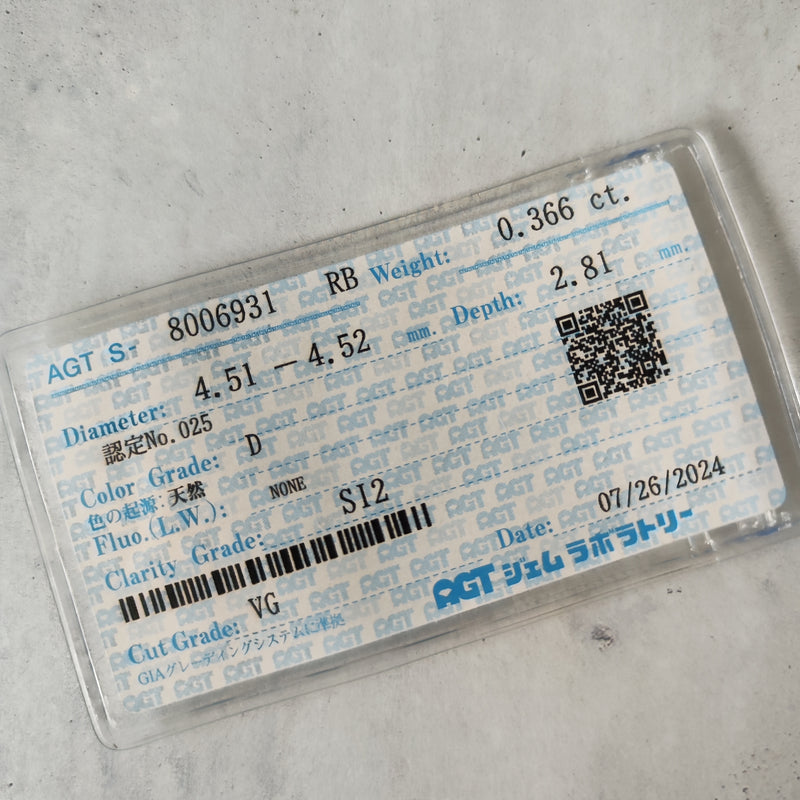 AGT S- 8006931 RB Weight: 0.366 ct.
Diameter: 4.51 - 4.52 mm. Depth: 2.81 mm.
認定No.025
Color Grade: D
色の起源:天然
Fluo.(L.W.): NONE
Clarity Grade: SI2
Cut Grade: VG
Date: 07/26/2024
GIAグレーディングシステムに準拠
AGT ジェム ラボラトリー